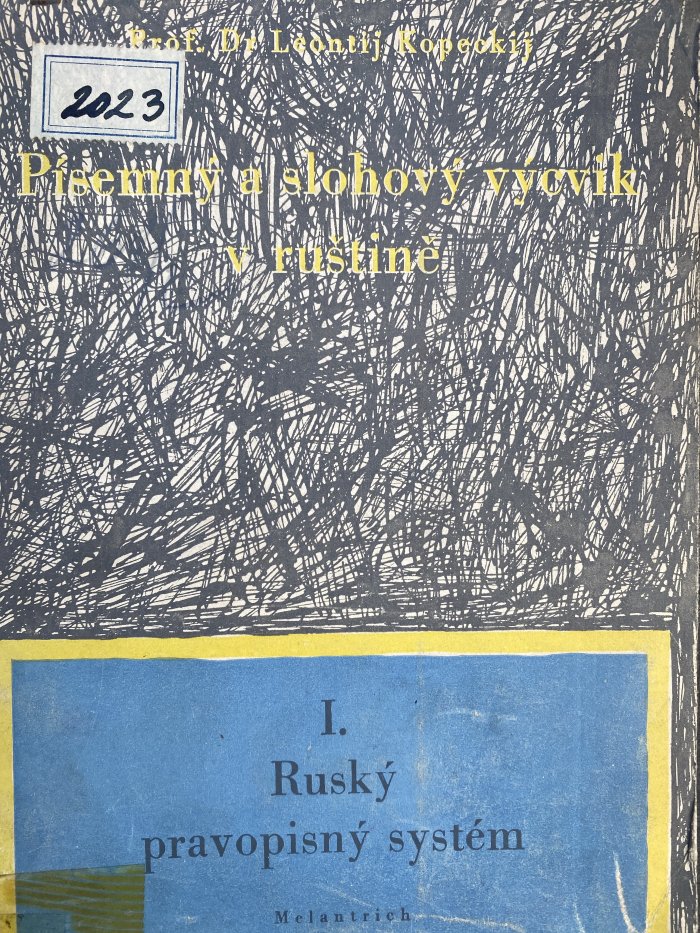 Prof. Dr Leontij Kopeckij
2023
Písemný a slohový výcvik
v ruštině
I.
Ruský
pravopisný systém
Melantrich